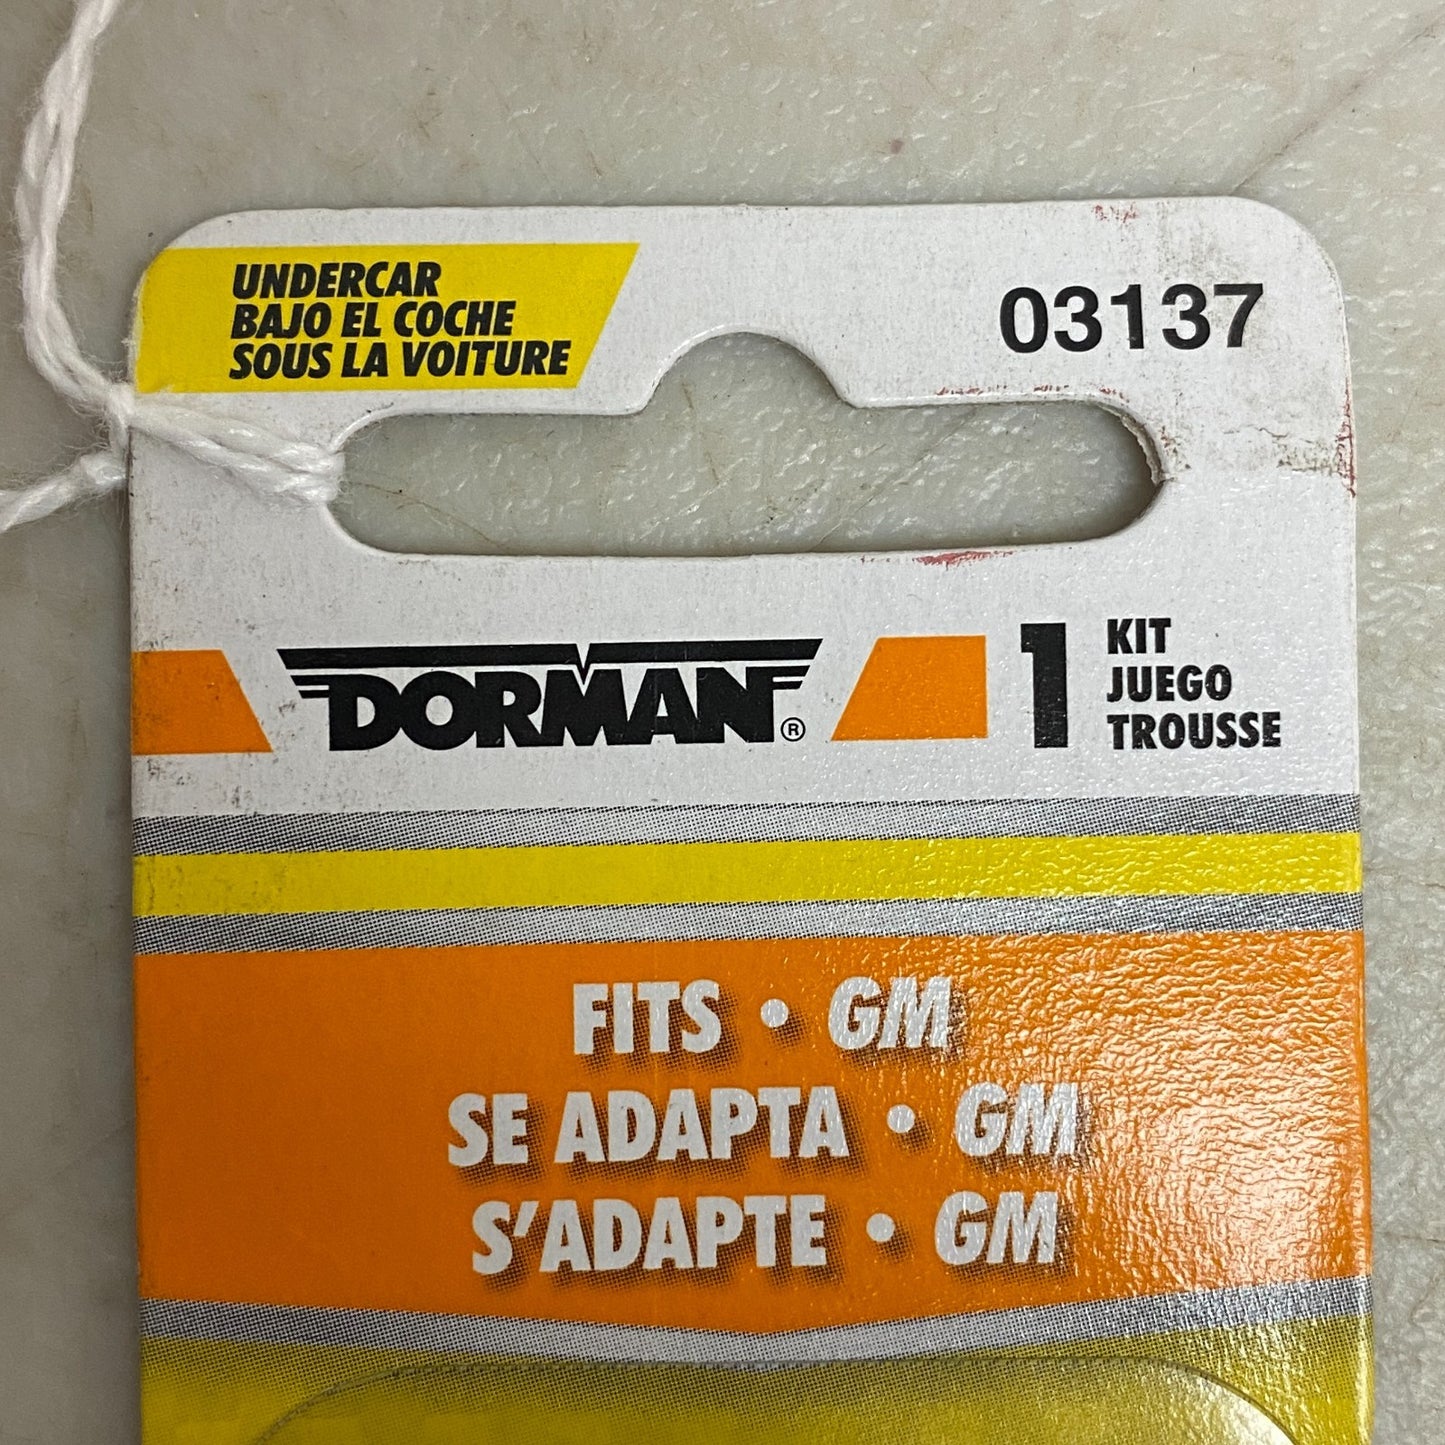 UNDERCAR
BAJO EL COCHE
SOUS LA VOITURE
03137
DORMAN®
1 KIT
JUEGO
TROUSSE
FITS • GM
SE ADAPTA • GM
S'ADAPTE • GM